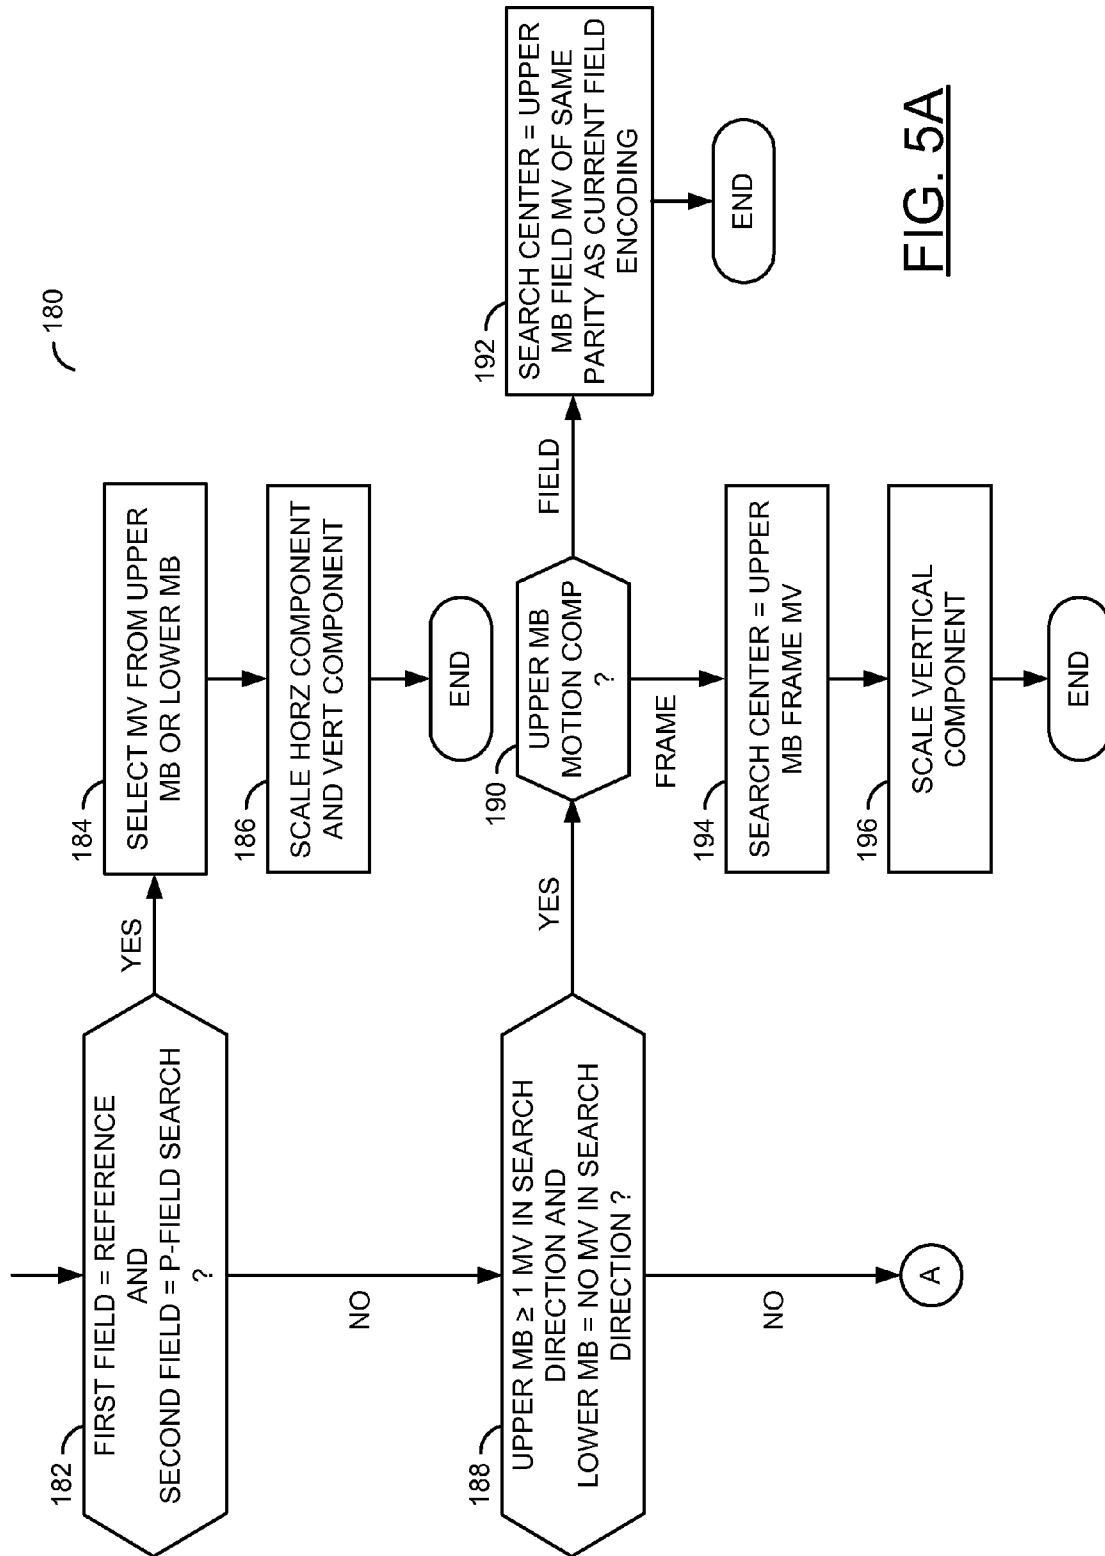 180
182
FIRST FIELD = REFERENCE
AND
SECOND FIELD = P-FIELD SEARCH
?
YES
NO
184
SELECT MV FROM UPPER
MB OR LOWER MB
186
SCALE HORZ COMPONENT
AND VERT COMPONENT
END
188
UPPER MB ≥ 1 MV IN SEARCH
DIRECTION AND
LOWER MB = NO MV IN SEARCH
DIRECTION ?
YES
NO
A
190
UPPER MB
MOTION COMP
?
FIELD
FRAME
192
SEARCH CENTER = UPPER
MB FIELD MV OF SAME
PARITY AS CURRENT FIELD
ENCODING
END
194
SEARCH CENTER = UPPER
MB FRAME MV
196
SCALE VERTICAL
COMPONENT
END
FIG. 5A